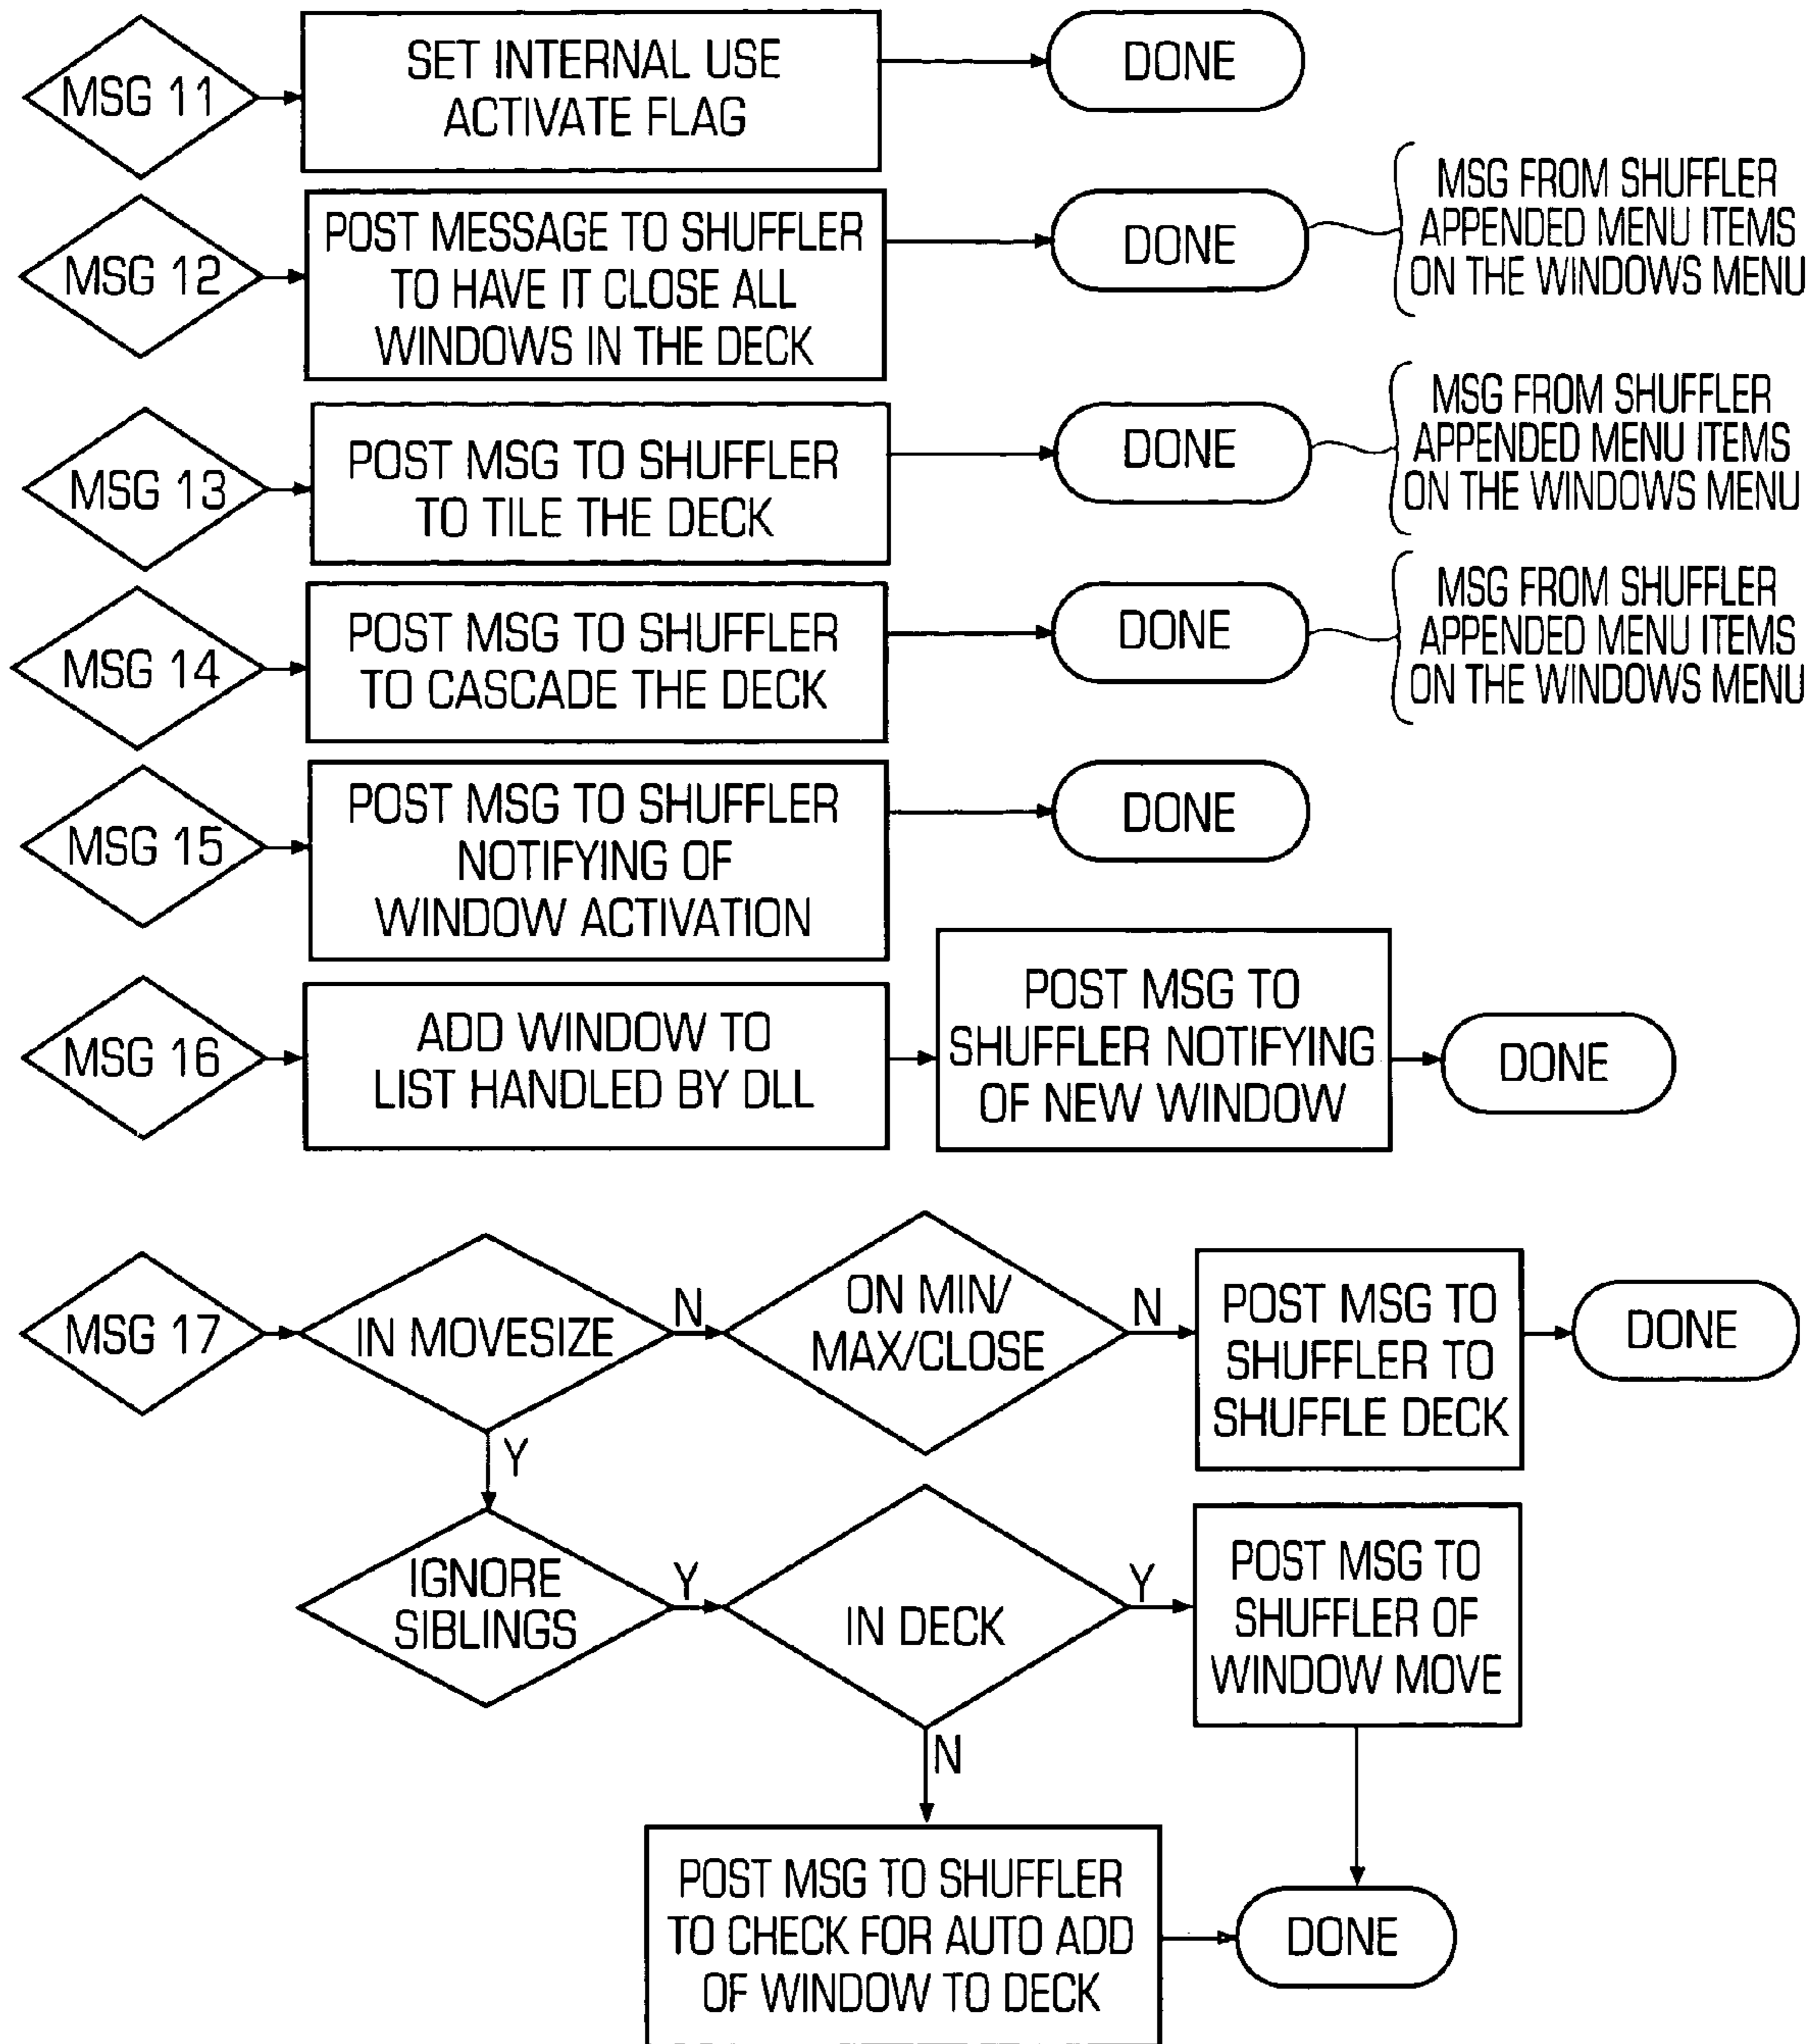 MSG 11
SET INTERNAL USE
ACTIVATE FLAG
DONE
MSG 12
POST MESSAGE TO SHUFFLER
TO HAVE IT CLOSE ALL
WINDOWS IN THE DECK
DONE
MSG FROM SHUFFLER
APPENDED MENU ITEMS
ON THE WINDOWS MENU
MSG 13
POST MSG TO SHUFFLER
TO TILE THE DECK
DONE
MSG FROM SHUFFLER
APPENDED MENU ITEMS
ON THE WINDOWS MENU
MSG 14
POST MSG TO SHUFFLER
TO CASCADE THE DECK
DONE
MSG FROM SHUFFLER
APPENDED MENU ITEMS
ON THE WINDOWS MENU
MSG 15
POST MSG TO SHUFFLER
NOTIFYING OF
WINDOW ACTIVATION
DONE
MSG 16
ADD WINDOW TO
LIST HANDLED BY DLL
POST MSG TO
SHUFFLER NOTIFYING
OF NEW WINDOW
DONE
MSG 17
IN MOVESIZE
N
ON MIN/
MAX/CLOSE
N
POST MSG TO
SHUFFLER TO
SHUFFLE DECK
DONE
Y
IGNORE
SIBLINGS
Y
IN DECK
Y
POST MSG TO
SHUFFLER OF
WINDOW MOVE
N
POST MSG TO SHUFFLER
TO CHECK FOR AUTO ADD
OF WINDOW TO DECK
DONE